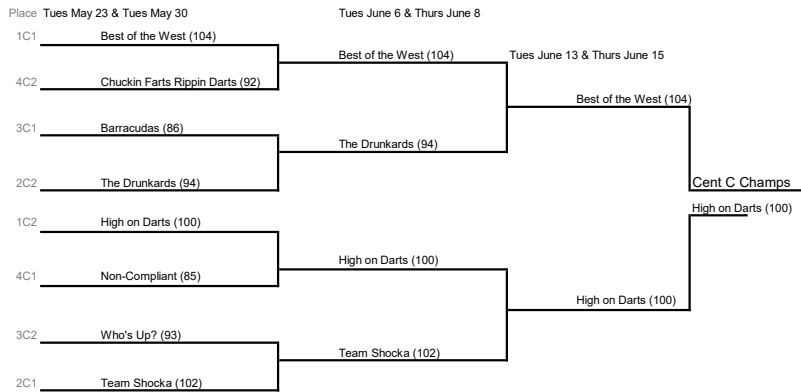 Place Tues May 23 & Tues May 30 Tues June 6 & Thurs June 8
1C1 Best of the West (104)
Best of the West (104) Tues June 13 & Thurs June 15
4C2 Chuckin Farts Rippin Darts (92)
Best of the West (104)
3C1 Barracudas (86)
The Drunkards (94)
2C2 The Drunkards (94)
Cent C Champs
High on Darts (100)
1C2 High on Darts (100)
High on Darts (100)
4C1 Non-Compliant (85)
High on Darts (100)
3C2 Who's Up? (93)
Team Shocka (102)
2C1 Team Shocka (102)